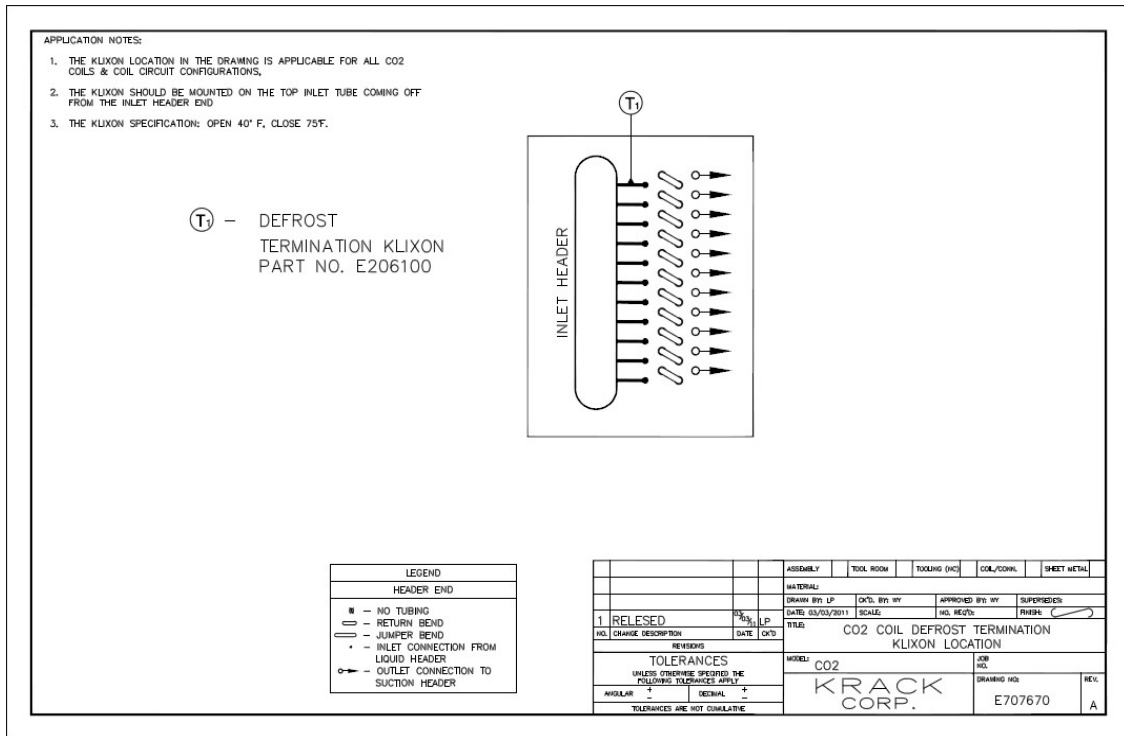 APPLICATION NOTES:
1. THE KLIXON LOCATION IN THE DRAWING IS APPLICABLE FOR ALL CO2
COILS & COIL CIRCUIT CONFIGURATIONS,
2. THE KLIXON SHOULD BE MOUNTED ON THE TOP INLET TUBE COMING OFF
FROM THE INLET HEADER END
3. THE KLIXON SPECIFICATION: OPEN 40° F, CLOSE 75°F.
T1
INLET HEADER
T1 – DEFROST
TERMINATION KLIXON
PART NO. E206100
LEGEND
HEADER END
– NO TUBING
– RETURN BEND
– JUMPER BEND
– INLET CONNECTION FROM
LIQUID HEADER
– OUTLET CONNECTION TO
SUCTION HEADER
1 RELESED 03/03/11 LP
NO. CHANGE DESCRIPTION DATE CK'D
REVISIONS
TOLERANCES
UNLESS OTHERWISE SPECIFIED THE
FOLLOWING TOLERANCES APPLY
ANGULAR + – DECIMAL + –
TOLERANCES ARE NOT CUMULATIVE
ASSEMBLY TOOL ROOM TOOLING (NC) COIL/CONN. SHEET METAL
MATERIAL:
DRAWN BY: LP CK'D. BY: WY APPROVED BY: WY SUPERSEDES:
DATE: 03/03/2011 SCALE: NO. REQ'D: FINISH:
TITLE: CO2 COIL DEFROST TERMINATION
KLIXON LOCATION
MODEL: CO2 JOB NO.
KRACK
CORP.
DRAWING NO: REV.
E707670 A